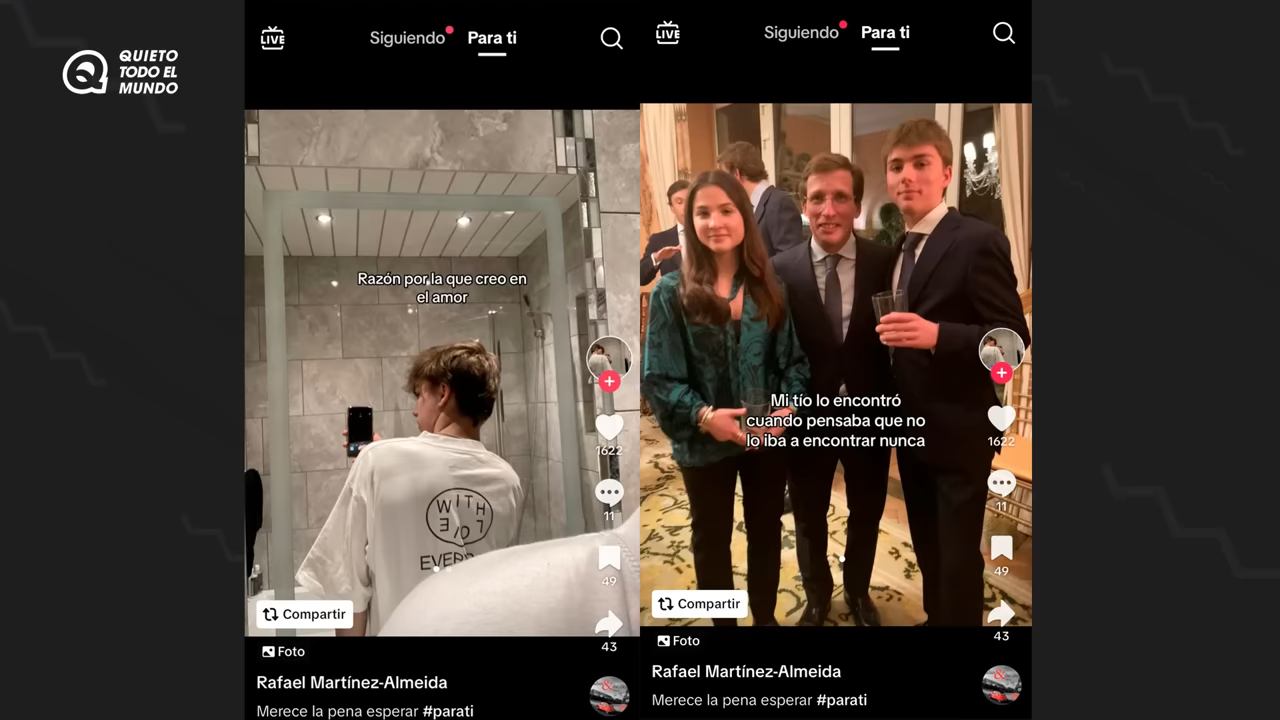 QUIETO
TODO EL
MUNDO
LIVE
Siguiendo
Para ti
Razón por la que creo en
el amor
WITH
LOVE
1622
11
49
Compartir
43
Foto
Rafael Martínez-Almeida
Merece la pena esperar #parati
LIVE
Siguiendo
Para ti
Mi tío lo encontró
cuando pensaba que no
lo iba a encontrar nunca
1622
11
49
Compartir
43
Foto
Rafael Martínez-Almeida
Merece la pena esperar #parati